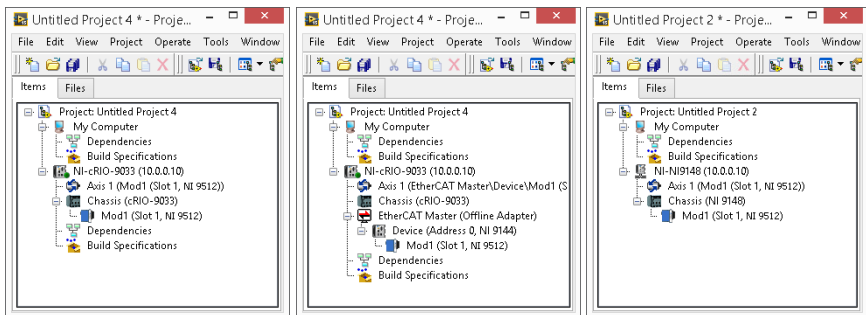 Untitled Project 4 * - Proje...
File Edit View Project Operate Tools Window
Items Files
Project: Untitled Project 4
My Computer
Dependencies
Build Specifications
NI-cRIO-9033 (10.0.0.10)
Axis 1 (Mod1 (Slot 1, NI 9512))
Chassis (cRIO-9033)
Mod1 (Slot 1, NI 9512)
Dependencies
Build Specifications
Untitled Project 4 * - Proje...
File Edit View Project Operate Tools Window
Items Files
Project: Untitled Project 4
My Computer
Dependencies
Build Specifications
NI-cRIO-9033 (10.0.0.10)
Axis 1 (EtherCAT Master\Device\Mod1 (S
Chassis (cRIO-9033)
EtherCAT Master (Offline Adapter)
Device (Address 0, NI 9144)
Mod1 (Slot 1, NI 9512)
Dependencies
Build Specifications
Untitled Project 2 * - Proje...
File Edit View Project Operate Tools Window
Items Files
Project: Untitled Project 2
My Computer
Dependencies
Build Specifications
NI-NI9148 (10.0.0.10)
Axis 1 (Mod1 (Slot 1, NI 9512))
Chassis (NI 9148)
Mod1 (Slot 1, NI 9512)